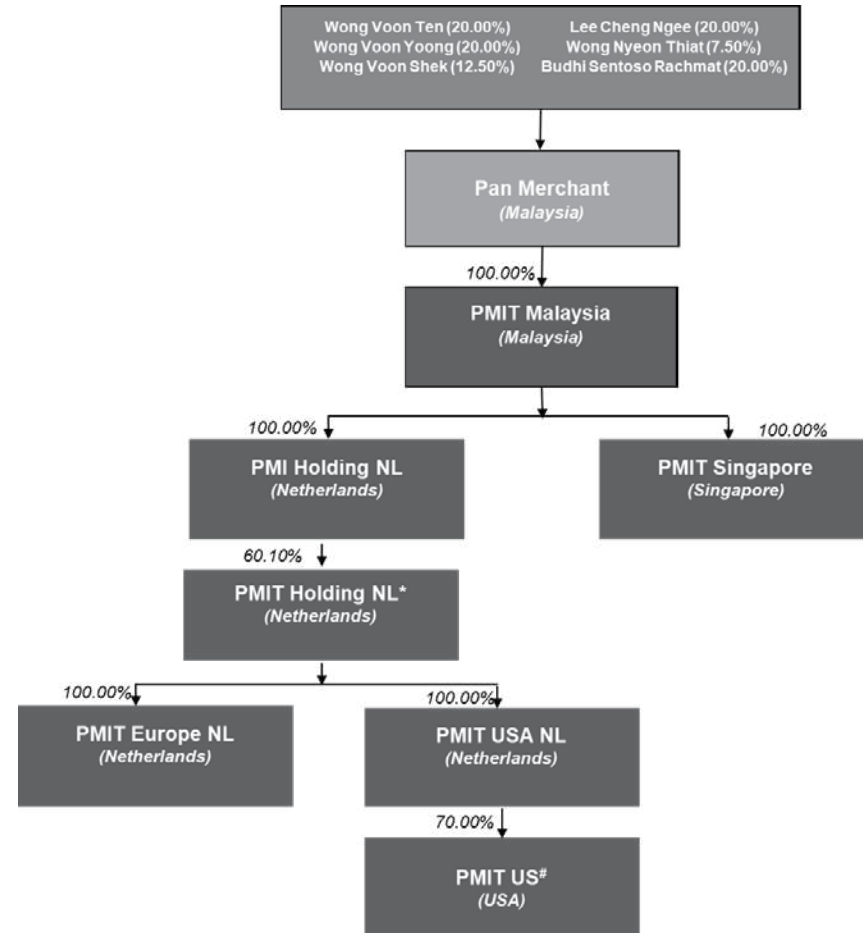 Wong Voon Ten (20.00%) Lee Cheng Ngee (20.00%)
Wong Voon Yoong (20.00%) Wong Nyeon Thiat (7.50%)
Wong Voon Shek (12.50%) Budhi Sentoso Rachmat (20.00%)
Pan Merchant
(Malaysia)
100.00%
PMIT Malaysia
(Malaysia)
100.00% 100.00%
PMI Holding NL PMIT Singapore
(Netherlands) (Singapore)
60.10%
PMIT Holding NL*
(Netherlands)
100.00% 100.00%
PMIT Europe NL PMIT USA NL
(Netherlands) (Netherlands)
70.00%
PMIT US#
(USA)